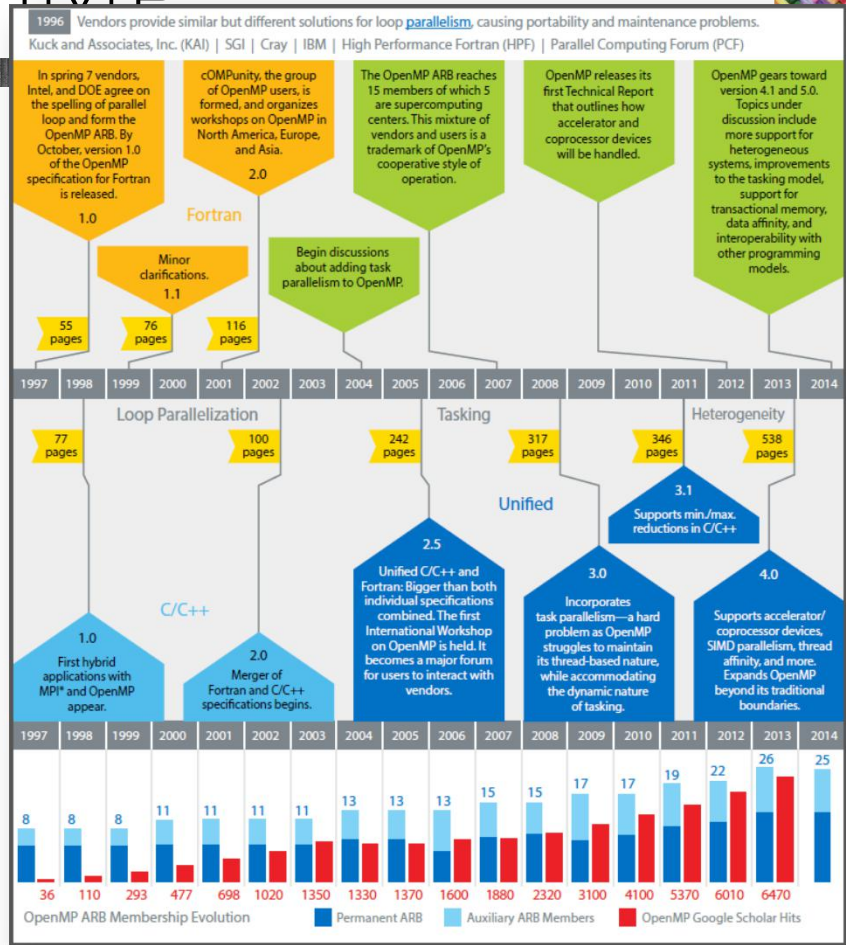 1996 Vendors provide similar but different solutions for loop parallelism, causing portability and maintenance problems.
Kuck and Associates, Inc. (KAI) | SGI | Cray | IBM | High Performance Fortran (HPF) | Parallel Computing Forum (PCF)
In spring 7 vendors,
Intel, and DOE agree on
the spelling of parallel
loop and form the
OpenMP ARB. By
October, version 1.0
of the OpenMP
specification for Fortran
is released.
1.0
cOMPunity, the group
of OpenMP users, is
formed, and organizes
workshops on OpenMP in
North America, Europe,
and Asia.
2.0
The OpenMP ARB reaches
15 members of which 5
are supercomputing
centers. This mixture of
vendors and users is a
trademark of OpenMP's
cooperative style of
operation.
OpenMP releases its
first Technical Report
that outlines how
accelerator and
coprocessor devices
will be handled.
OpenMP gears toward
version 4.1 and 5.0.
Topics under
discussion include
more support for
heterogeneous
systems, improvements
to the tasking model,
support for
transactional memory,
data affinity, and
interoperability with
other programming
models.
Fortran
Minor
clarifications.
1.1
Begin discussions
about adding task
parallelism to OpenMP.
55
pages
76
pages
116
pages
1997 1998 1999 2000 2001 2002 2003 2004 2005 2006 2007 2008 2009 2010 2011 2012 2013 2014
Loop Parallelization Tasking Heterogeneity
77
pages
100
pages
242
pages
317
pages
346
pages
538
pages
Unified
3.1
Supports min./max.
reductions in C/C++
C/C++
1.0
First hybrid
applications with
MPI* and OpenMP
appear.
2.0
Merger of
Fortran and C/C++
specifications begins.
2.5
Unified C/C++ and
Fortran: Bigger than both
individual specifications
combined. The first
International Workshop
on OpenMP is held. It
becomes a major forum
for users to interact with
vendors.
3.0
Incorporates
task parallelism—a hard
problem as OpenMP
struggles to maintain
its thread-based nature,
while accommodating
the dynamic nature
of tasking.
4.0
Supports accelerator/
coprocessor devices,
SIMD parallelism, thread
affinity, and more.
Expands OpenMP
beyond its traditional
boundaries.
1997 1998 1999 2000 2001 2002 2003 2004 2005 2006 2007 2008 2009 2010 2011 2012 2013 2014
8 8 8 11 11 11 11 13 13 13 15 15 17 17 19 22 26 25
36 110 293 477 698 1020 1350 1330 1370 1600 1880 2320 3100 4100 5370 6010 6470
OpenMP ARB Membership Evolution Permanent ARB Auxiliary ARB Members OpenMP Google Scholar Hits